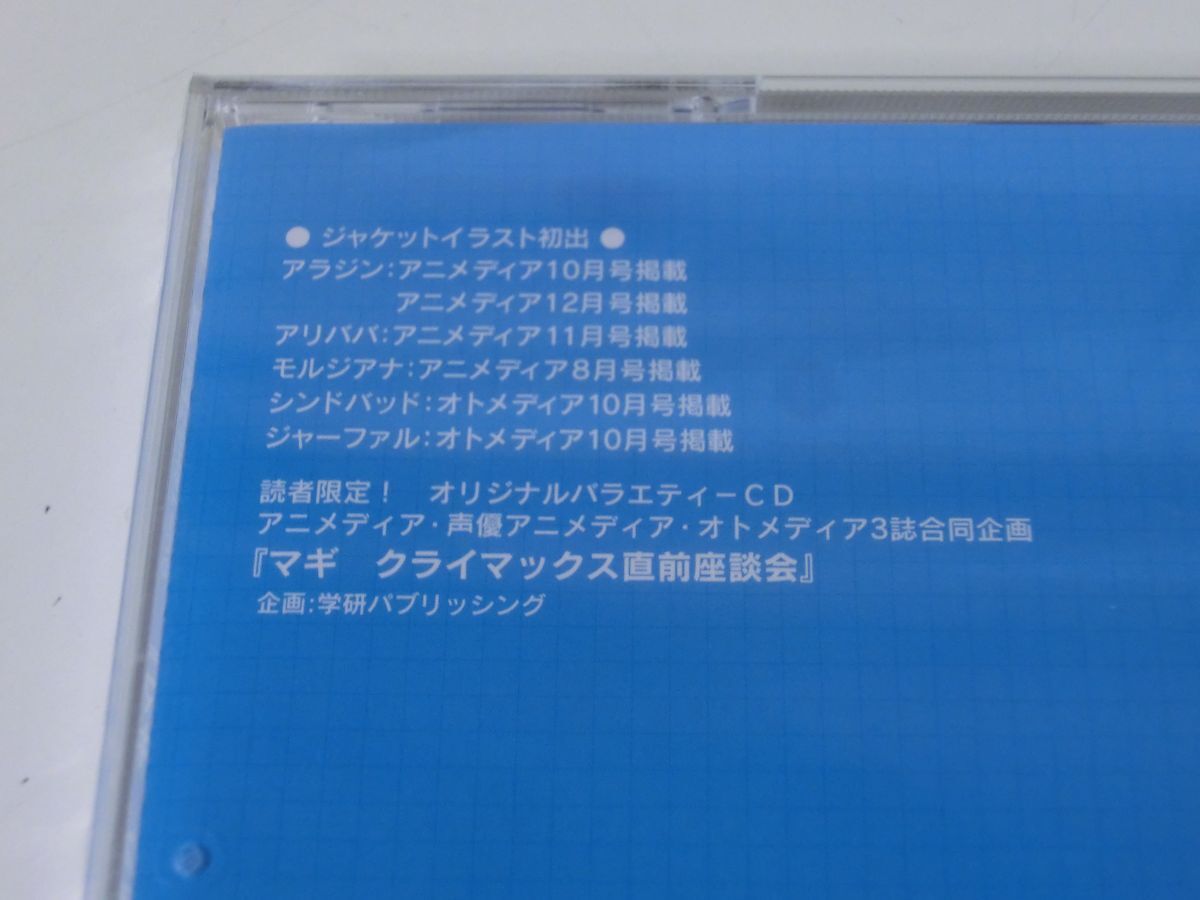 ● ジャケットイラスト初出 ●
アラジン：アニメディア10月号掲載
アニメディア12月号掲載
アリババ：アニメディア11月号掲載
モルジアナ：アニメディア8月号掲載
シンドバッド：オトメディア10月号掲載
ジャーファル：オトメディア10月号掲載
読者限定！　オリジナルバラエティーＣＤ
アニメディア・声優アニメディア・オトメディア3誌合同企画
『マギ　クライマックス直前座談会』
企画：学研パブリッシング